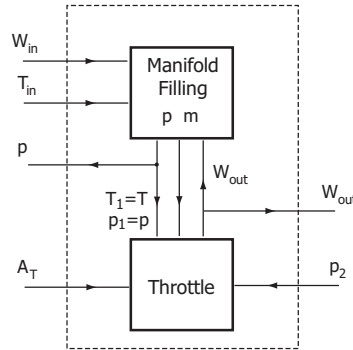 W_in
Manifold
Filling
p m
T_in
p
W_out
T_1=T
p_1=p
W_out
A_T
Throttle
p_2